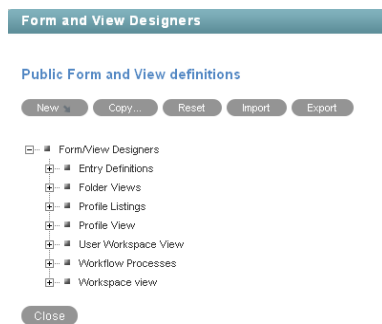 Form and View Designers
Public Form and View definitions
New Copy... Reset Import Export
Form/View Designers
Entry Definitions
Folder Views
Profile Listings
Profile View
User Workspace View
Workflow Processes
Workspace view
Close